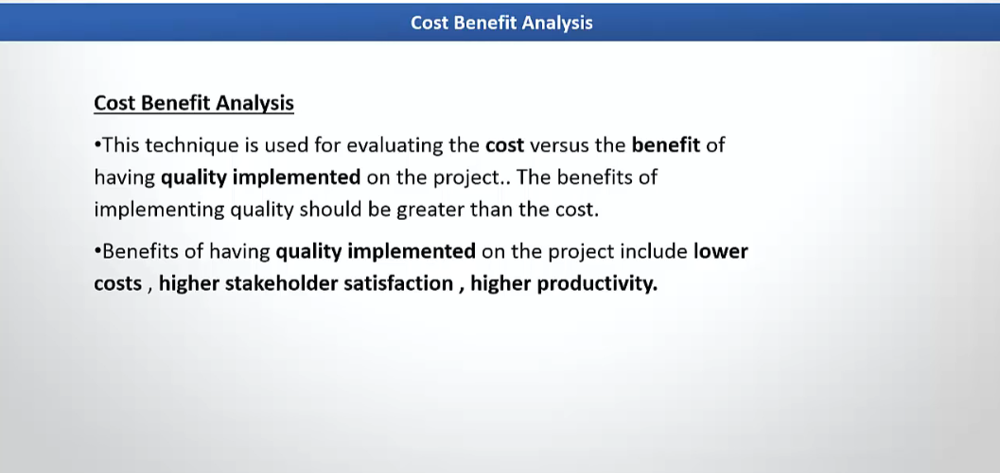 Cost Benefit Analysis
Cost Benefit Analysis
•This technique is used for evaluating the cost versus the benefit of
having quality implemented on the project.. The benefits of
implementing quality should be greater than the cost.
•Benefits of having quality implemented on the project include lower
costs , higher stakeholder satisfaction , higher productivity.